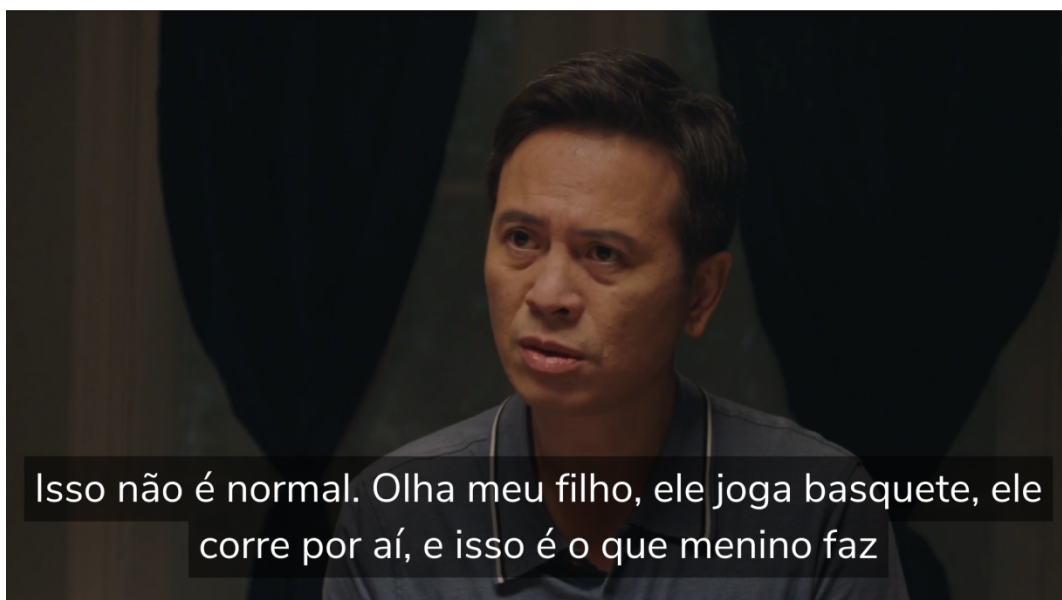 Isso não é normal. Olha meu filho, ele joga basquete, ele
corre por aí, e isso é o que menino faz